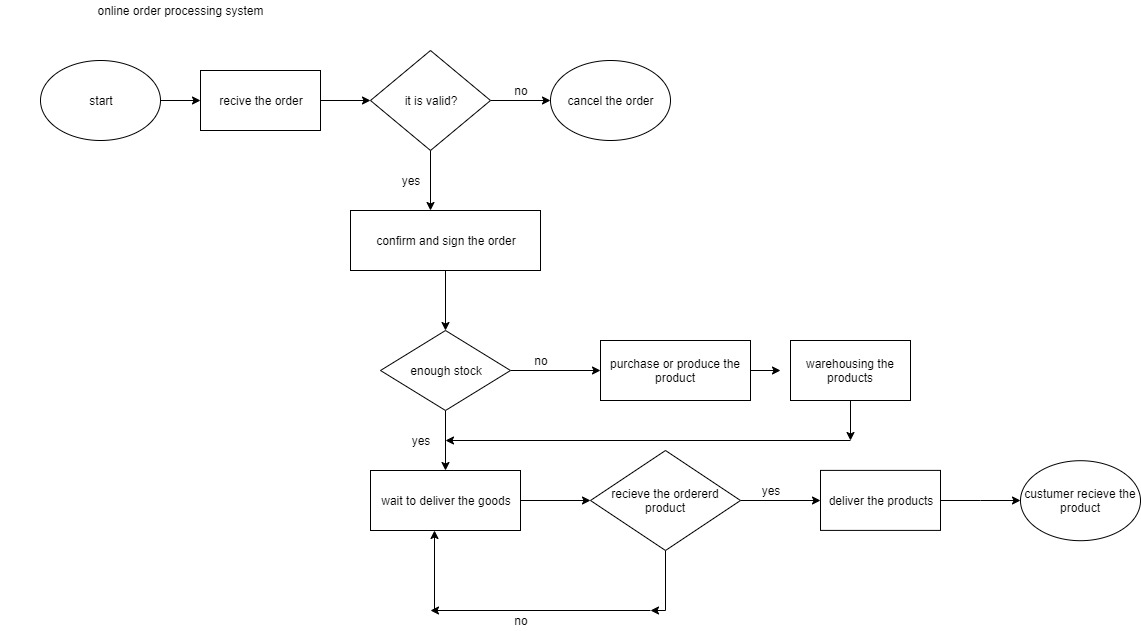 online order processing system
start
recive the order
it is valid?
no
cancel the order
yes
confirm and sign the order
enough stock
no
purchase or produce the
product
warehousing the
products
yes
wait to deliver the goods
recieve the ordererd
product
yes
deliver the products
custumer recieve the
product
no